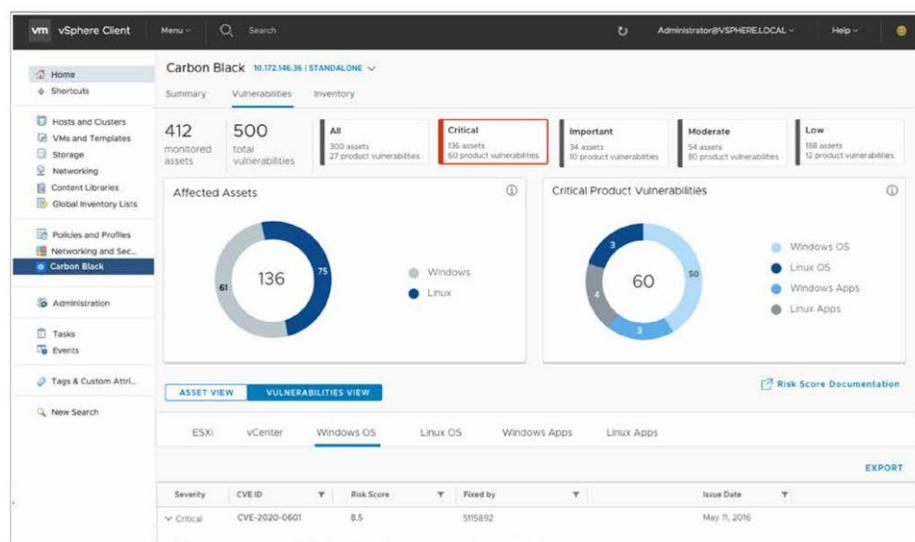 vm vSphere Client Menu Search Administrator@VSPHERE.LOCAL Help
Home
Shortcuts
Hosts and Clusters
VMs and Templates
Storage
Networking
Content Libraries
Global Inventory Lists
Policies and Profiles
Networking and Sec...
Carbon Black
Administration
Tasks
Events
Tags & Custom Attri...
New Search
Carbon Black 10.172.146.36 | STANDALONE
Summary Vulnerabilities Inventory
412
monitored
assets
500
total
vulnerabilities
All
300 assets
27 product vulnerabilities
Critical
136 assets
60 product vulnerabilities
Important
34 assets
10 product vulnerabilities
Moderate
54 assets
80 product vulnerabilities
Low
188 assets
12 product vulnerabilities
Affected Assets
61
136
75
Windows
Linux
Critical Product Vulnerabilities
3
50
60
4
3
Windows OS
Linux OS
Windows Apps
Linux Apps
ASSET VIEW VULNERABILITIES VIEW
Risk Score Documentation
ESXi vCenter Windows OS Linux OS Windows Apps Linux Apps
EXPORT
Severity CVE ID Risk Score Fixed by Issue Date
Critical CVE-2020-0601 8.5 5115892 May 11, 2016